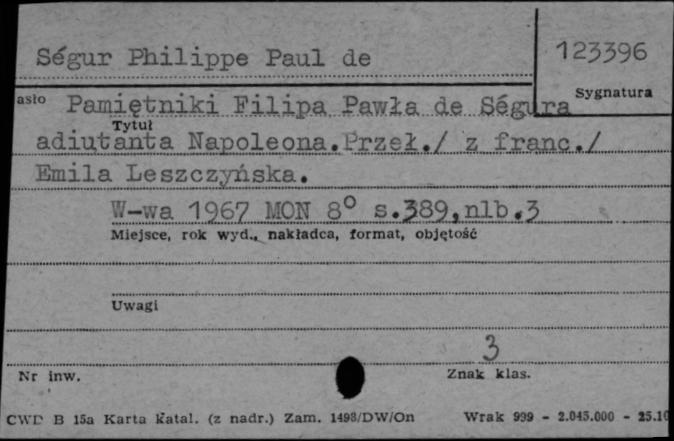 Ségur Philippe Paul de
123396
Sygnatura
asło Pamiętniki Filipa Pawła de Ségura
Tytuł
adiutanta Napoleona.Przeł./ z franc./
Emila Leszczyńska.
W-wa 1967 MON 8° s.389,nlb.3
Miejsce, rok wyd., nakładca, format, objętość
Uwagi
3
Nr inw.
Znak klas.
CWD B 15a Karta Katal. (z nadr.) Zam. 1498/DW/On Wrak 999 - 2.045.000 - 25.10